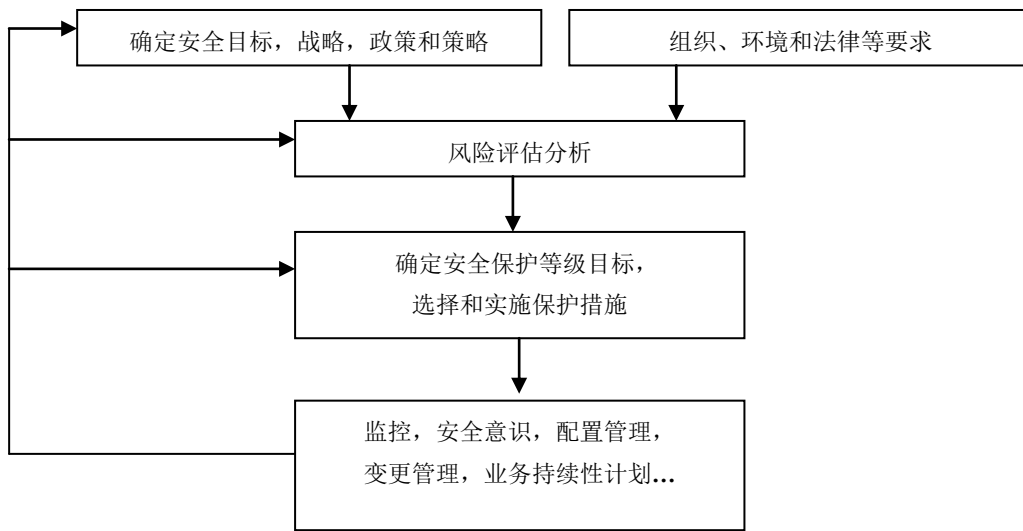 确定安全目标，战略，政策和策略
组织、环境和法律等要求
风险评估分析
确定安全保护等级目标，
选择和实施保护措施
监控，安全意识，配置管理，
变更管理，业务持续性计划...